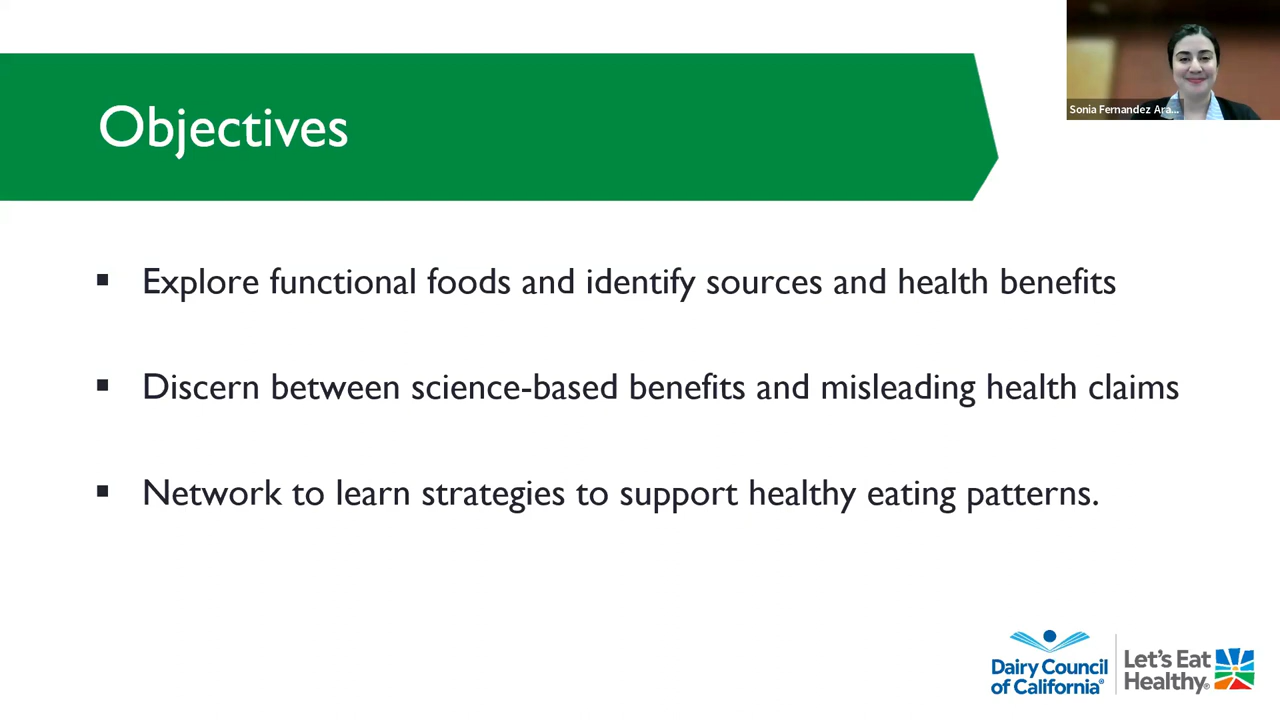 Objectives
Sonia Fernandez Ara...
▪ Explore functional foods and identify sources and health benefits
▪ Discern between science-based benefits and misleading health claims
▪ Network to learn strategies to support healthy eating patterns.
Dairy Council
of California®
Let's Eat
Healthy®